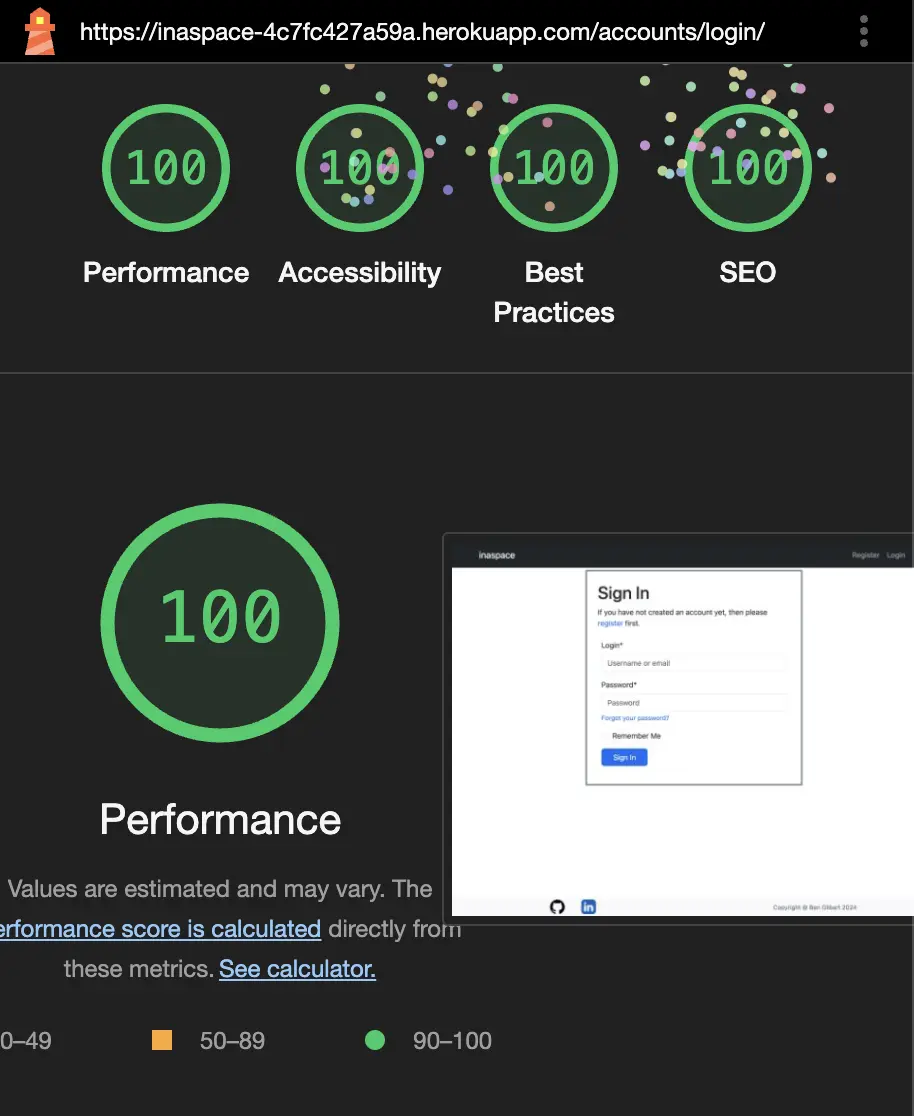 https://inaspace-4c7fc427a59a.herokuapp.com/accounts/login/
100
100
100
100
Performance
Accessibility
Best
Practices
SEO
100
Performance
Values are estimated and may vary. The
erformance score is calculated directly from
these metrics. See calculator.
0–49
50–89
90–100
inaspace
Register Login
Sign In
If you have not created an account yet, then please
register first.
Login*
Username or email
Password*
Password
Forgot your password?
Remember Me
Sign In
in
Copyright © Ben Gilbert 2024